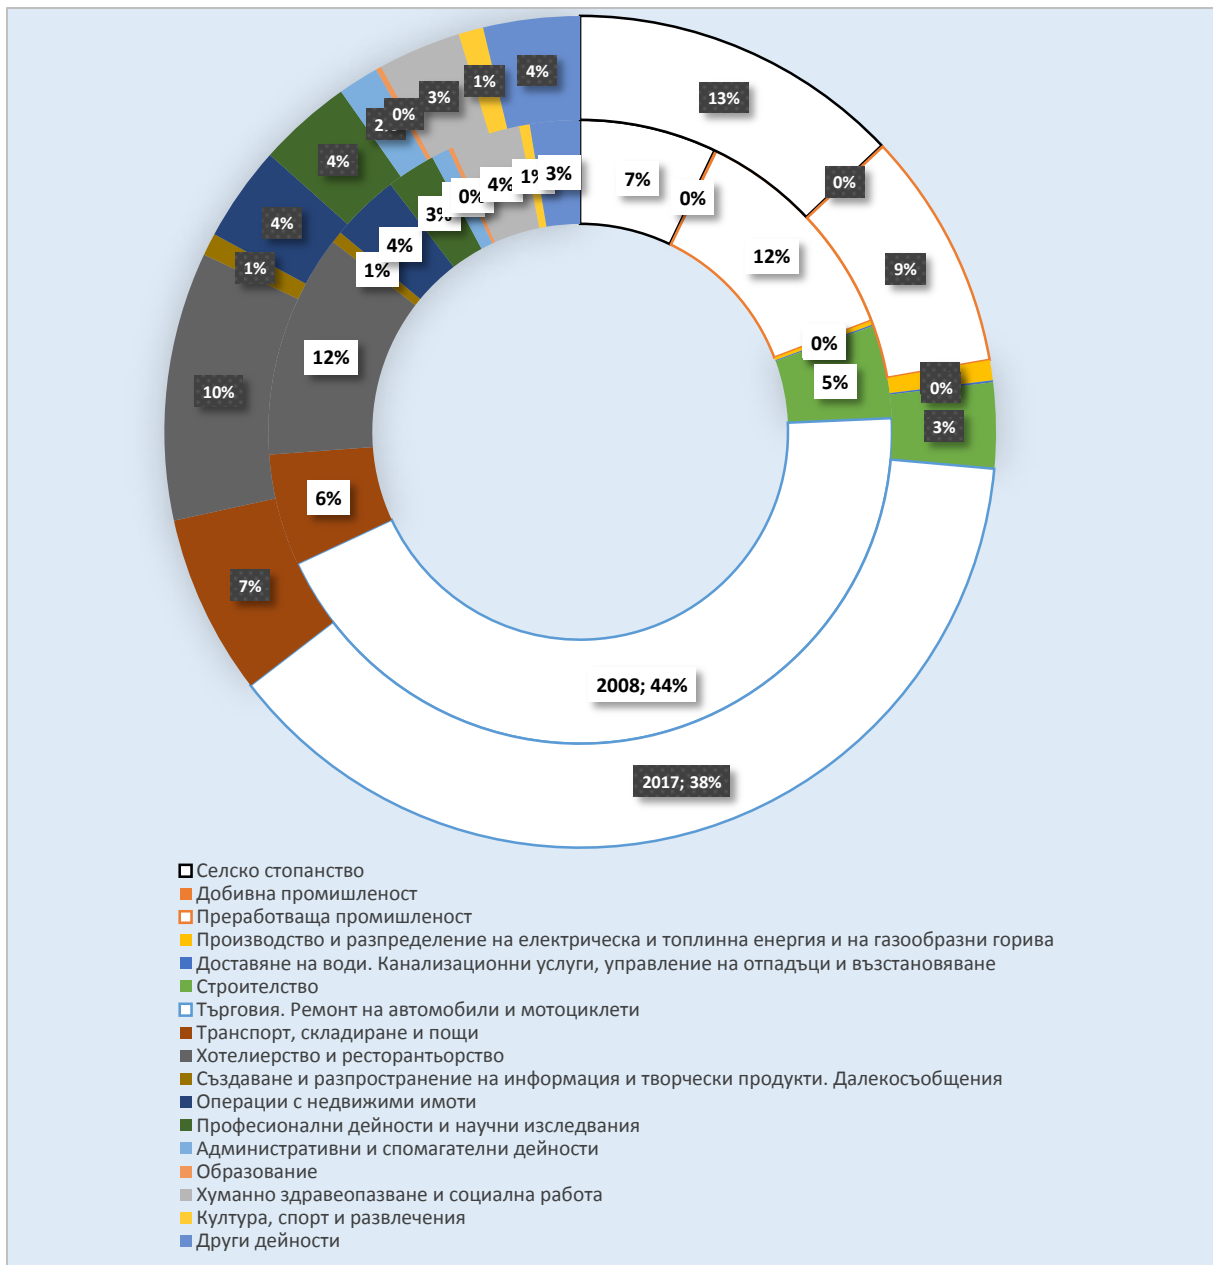 4%
13%
1%
3%
0%
2%
4%
0%
4%
9%
1%
0%
10%
3%
7%
2017; 38%
7%
0%
12%
0%
5%
2008; 44%
6%
12%
1%
4%
3%
0%
4%
1%
3%
Селско стопанство
Добивна промишленост
Преработваща промишленост
Производство и разпределение на електрическа и топлинна енергия и на газообразни горива
Доставяне на води. Канализационни услуги, управление на отпадъци и възстановяване
Строителство
Търговия. Ремонт на автомобили и мотоциклети
Транспорт, складиране и пощи
Хотелиерство и ресторантьорство
Създаване и разпространение на информация и творчески продукти. Далекосъобщения
Операции с недвижими имоти
Професионални дейности и научни изследвания
Административни и спомагателни дейности
Образование
Хуманно здравеопазване и социална работа
Култура, спорт и развлечения
Други дейности